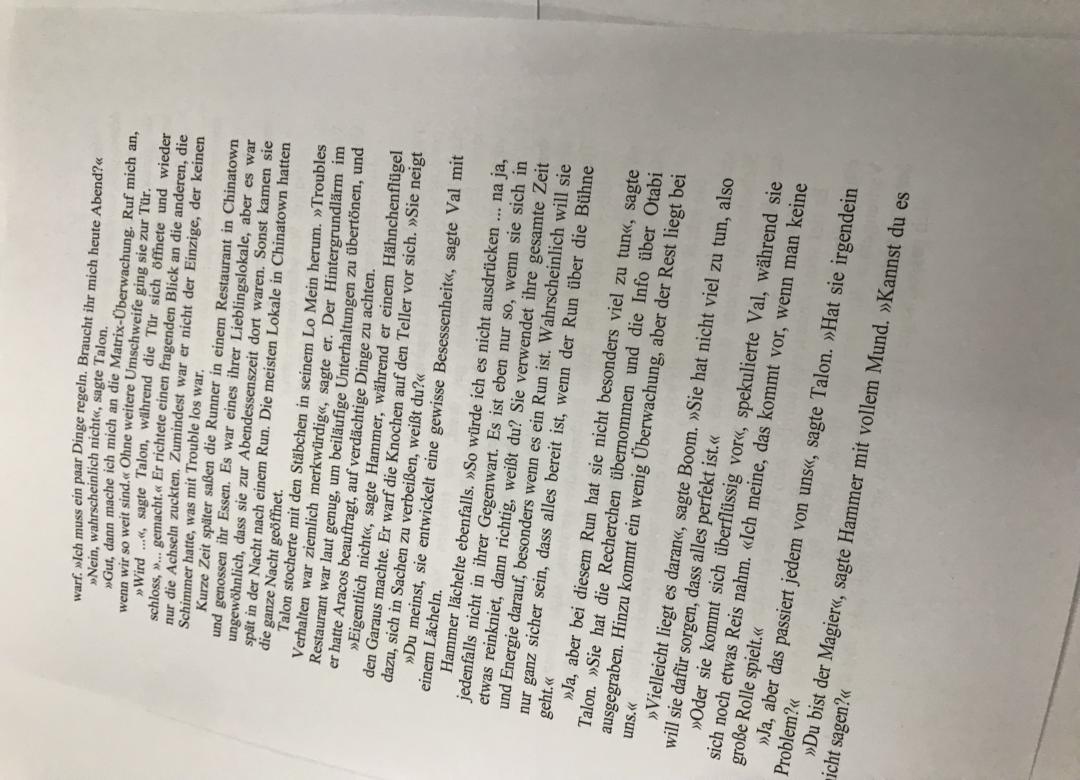 warf. »Ich muss ein paar Dinge regeln. Braucht ihr mich heute Abend?«
»Nein, wahrscheinlich nicht«, sagte Talon.
»Gut, dann mache ich mich an die Matrix-Überwachung. Ruf mich an,
wenn wir so weit sind.« Ohne weitere Umschweife ging sie zur Tür.
»Wird ...«, sagte Talon, während die Tür sich öffnete und wieder
schloss, »... gemacht.« Er richtete einen fragenden Blick an die anderen, die
nur die Achseln zuckten. Zumindest war er nicht der Einzige, der keinen
Schimmer hatte, was mit Trouble los war.
Kurze Zeit später saßen die Runner in einem Restaurant in Chinatown
und genossen ihr Essen. Es war eines ihrer Lieblingslokale, aber es war
ungewöhnlich, dass sie zur Abendessenszeit dort waren. Sonst kamen sie
spät in der Nacht nach einem Run. Die meisten Lokale in Chinatown hatten
die ganze Nacht geöffnet.
Talon stocherte mit den Stäbchen in seinem Lo Mein herum. »Troubles
Verhalten war ziemlich merkwürdig«, sagte er. Der Hintergrundlärm im
Restaurant war laut genug, um beiläufige Unterhaltungen zu übertönen, und
er hatte Aracos beauftragt, auf verdächtige Dinge zu achten.
»Eigentlich nicht«, sagte Hammer, während er einem Hähnchenflügel
den Garaus machte. Er warf die Knochen auf den Teller vor sich. »Sie neigt
dazu, sich in Sachen zu verbeißen, weißt du?«
»Du meinst, sie entwickelt eine gewisse Besessenheit«, sagte Val mit
einem Lächeln.
Hammer lächelte ebenfalls. »So würde ich es nicht ausdrücken ... na ja,
jedenfalls nicht in ihrer Gegenwart. Es ist eben nur so, wenn sie sich in
etwas reinkniet, dann richtig, weißt du? Sie verwendet ihre gesamte Zeit
und Energie darauf, besonders wenn es ein Run ist. Wahrscheinlich will sie
nur ganz sicher sein, dass alles bereit ist, wenn der Run über die Bühne
geht.«
»Ja, aber bei diesem Run hat sie nicht besonders viel zu tun«, sagte
Talon. »Sie hat die Recherchen übernommen und die Info über Otabi
ausgegraben. Hinzu kommt ein wenig Überwachung, aber der Rest liegt bei
uns.«
»Vielleicht liegt es daran«, sagte Boom. »Sie hat nicht viel zu tun, also
will sie dafür sorgen, dass alles perfekt ist.«
»Oder sie kommt sich überflüssig vor«, spekulierte Val, während sie
sich noch etwas Reis nahm. «Ich meine, das kommt vor, wenn man keine
große Rolle spielt.«
»Ja, aber das passiert jedem von uns«, sagte Talon. »Hat sie irgendein
Problem?«
»Du bist der Magier«, sagte Hammer mit vollem Mund. »Kannst du es
nicht sagen?«